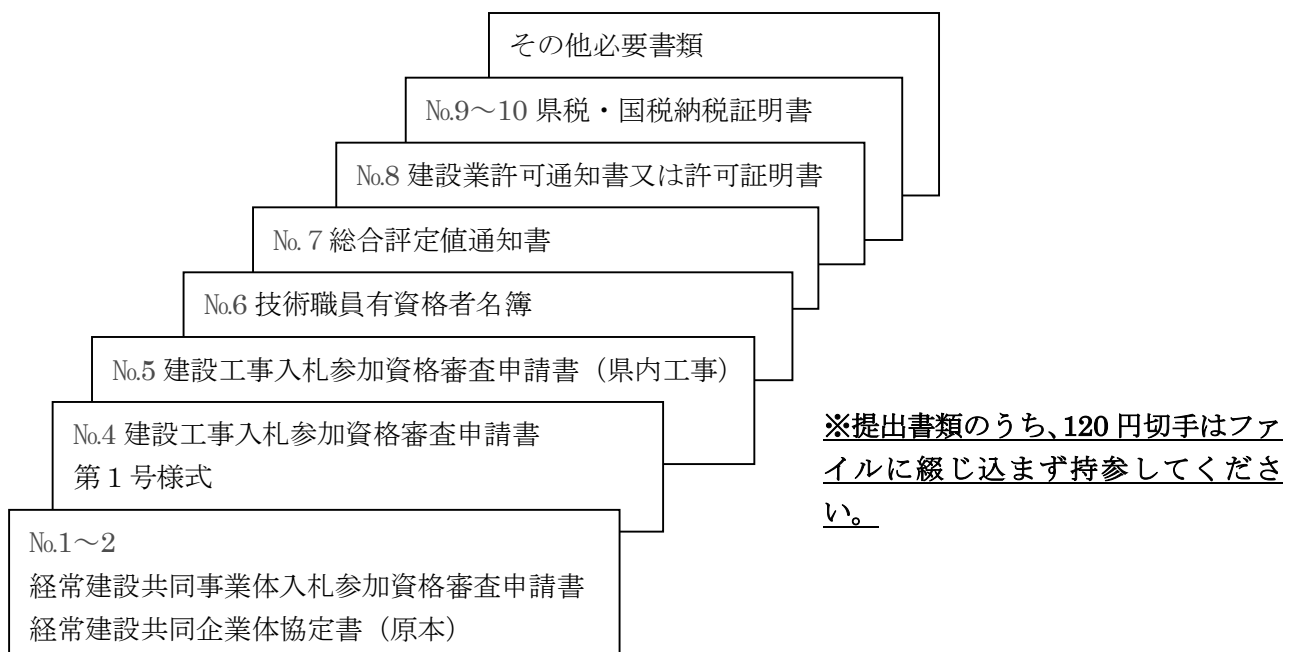 その他必要書類
№9～10 県税・国税納税証明書
№8 建設業許可通知書又は許可証明書
№7 総合評定値通知書
№6 技術職員有資格者名簿
№5 建設工事入札参加資格審査申請書（県内工事）
№4 建設工事入札参加資格審査申請書
第１号様式
№1～2
経常建設共同事業体入札参加資格審査申請書
経常建設共同企業体協定書（原本）
※提出書類のうち、120 円切手はファ
イルに綴じ込まず持参してくださ
い。